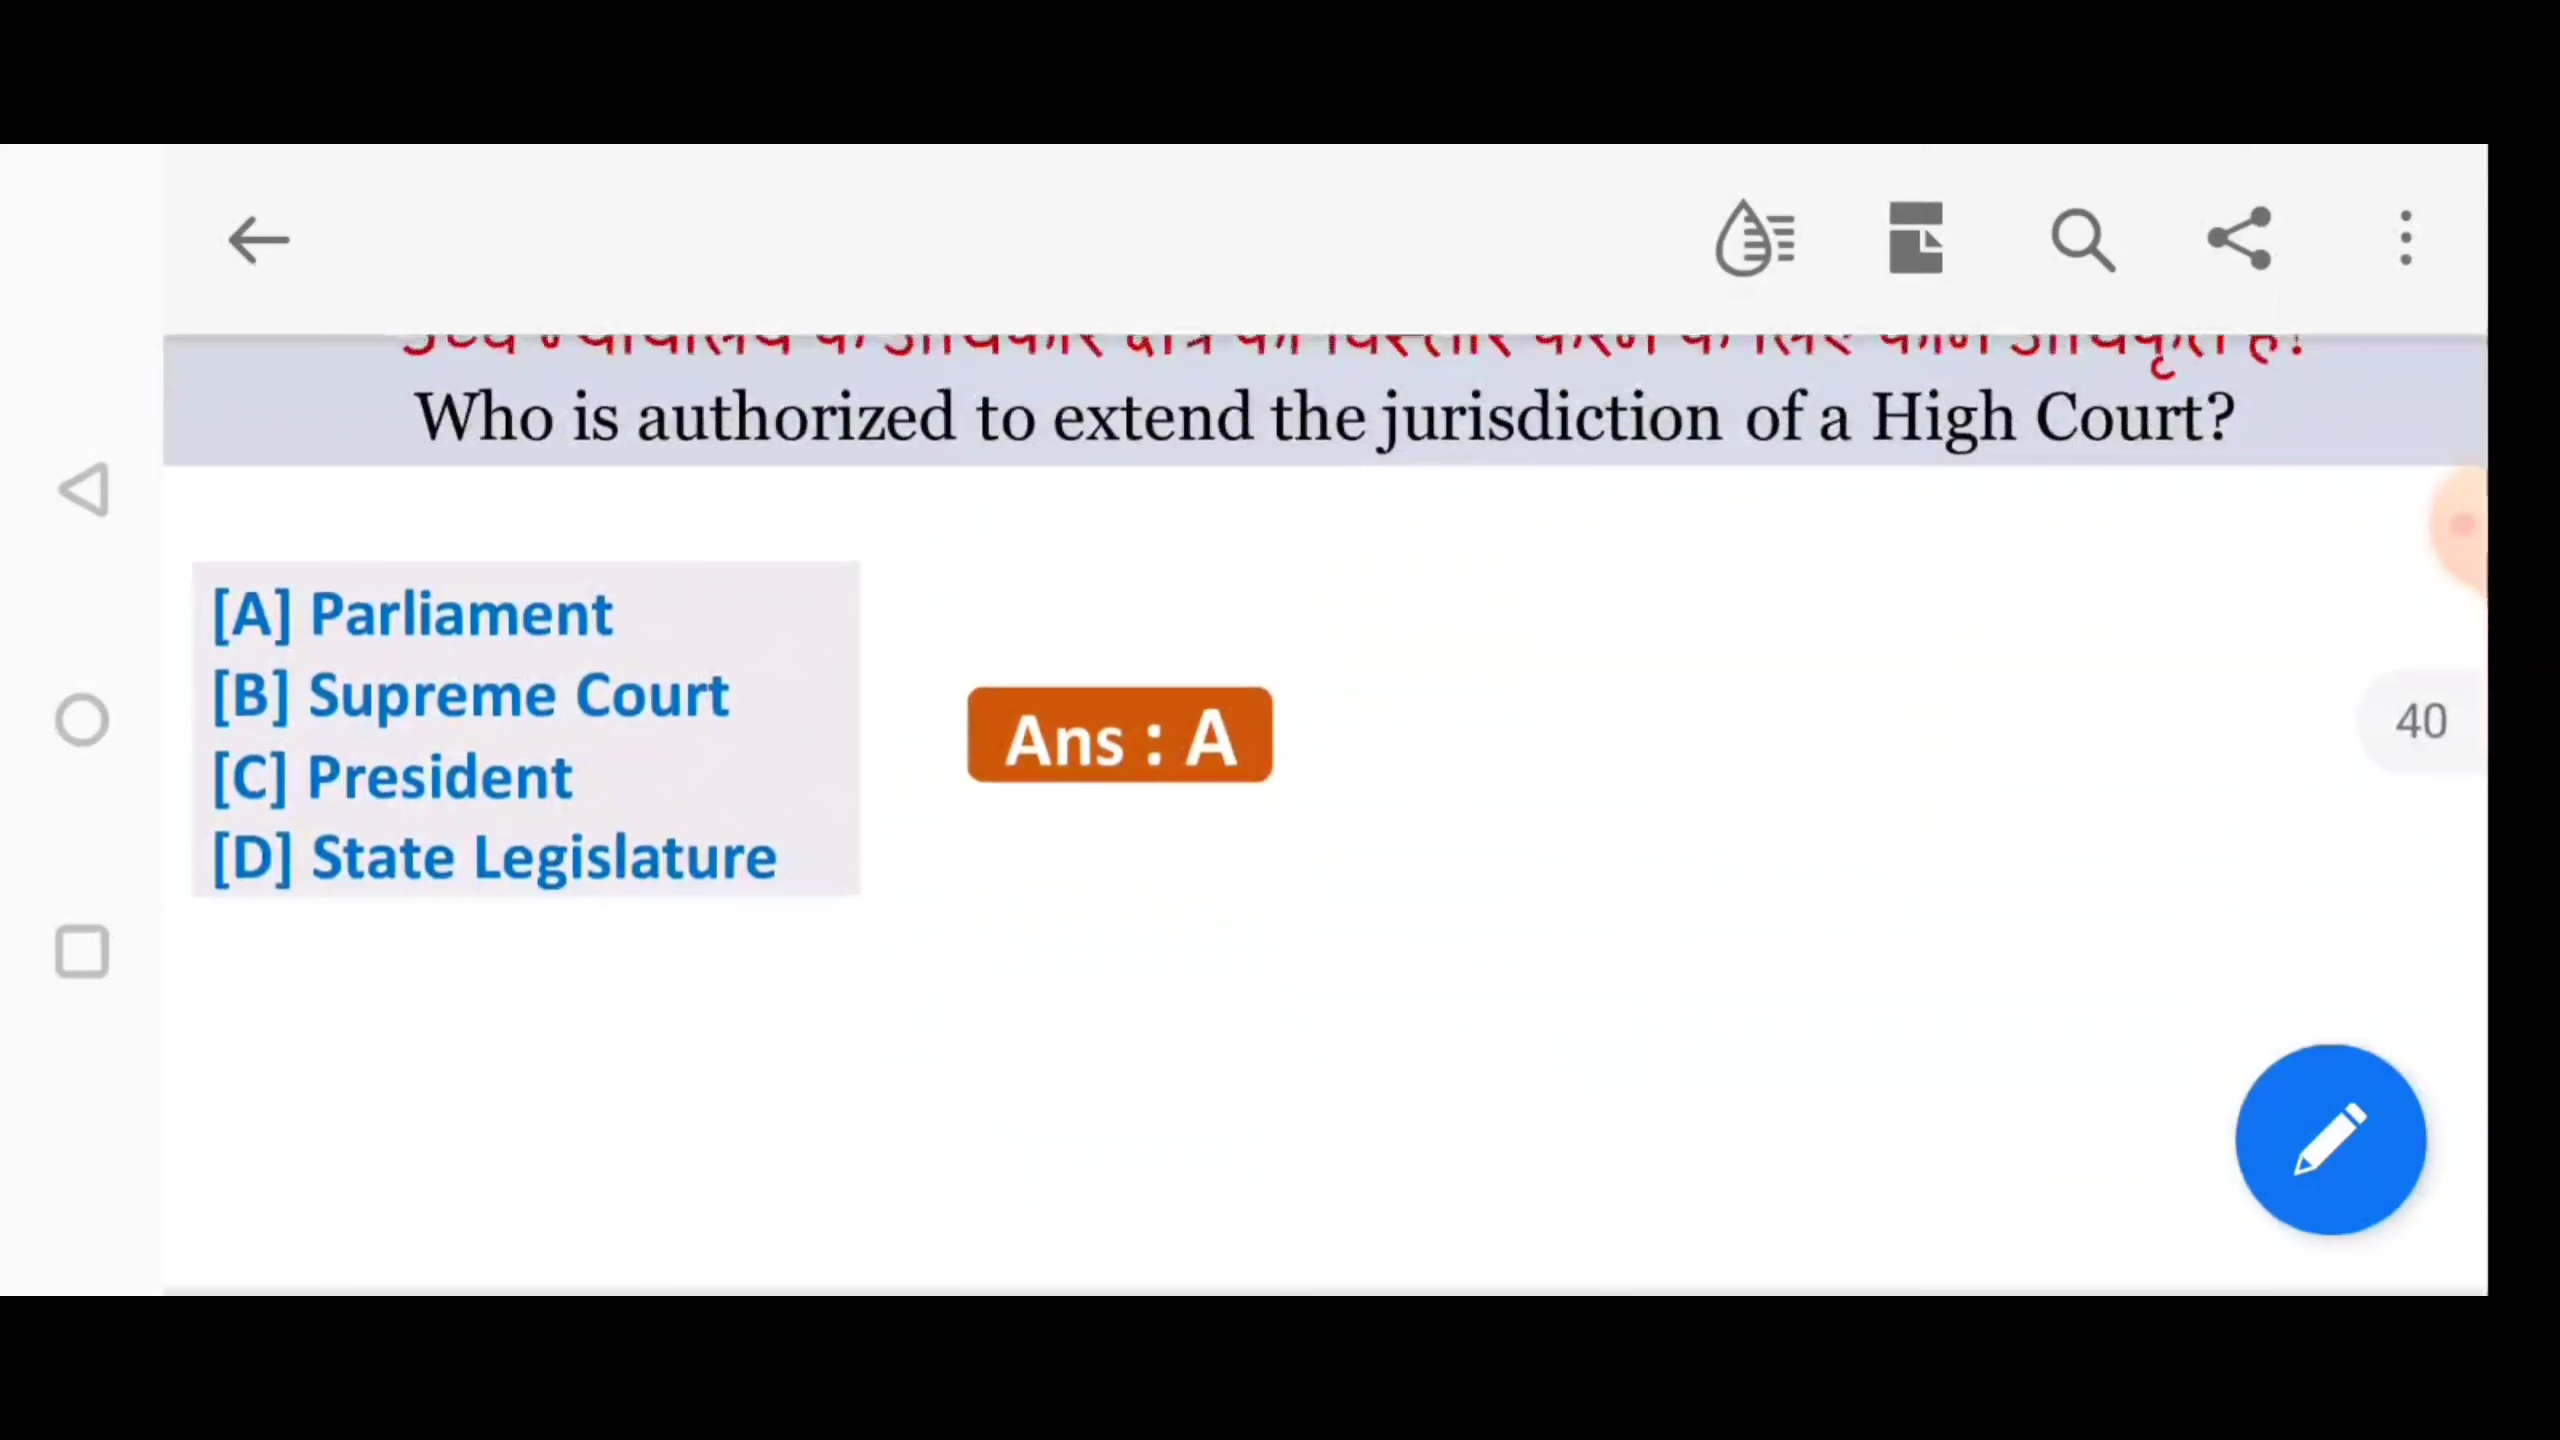 Who is authorized to extend the jurisdiction of a High Court?
[A] Parliament
[B] Supreme Court
[C] President
[D] State Legislature
Ans : A
40